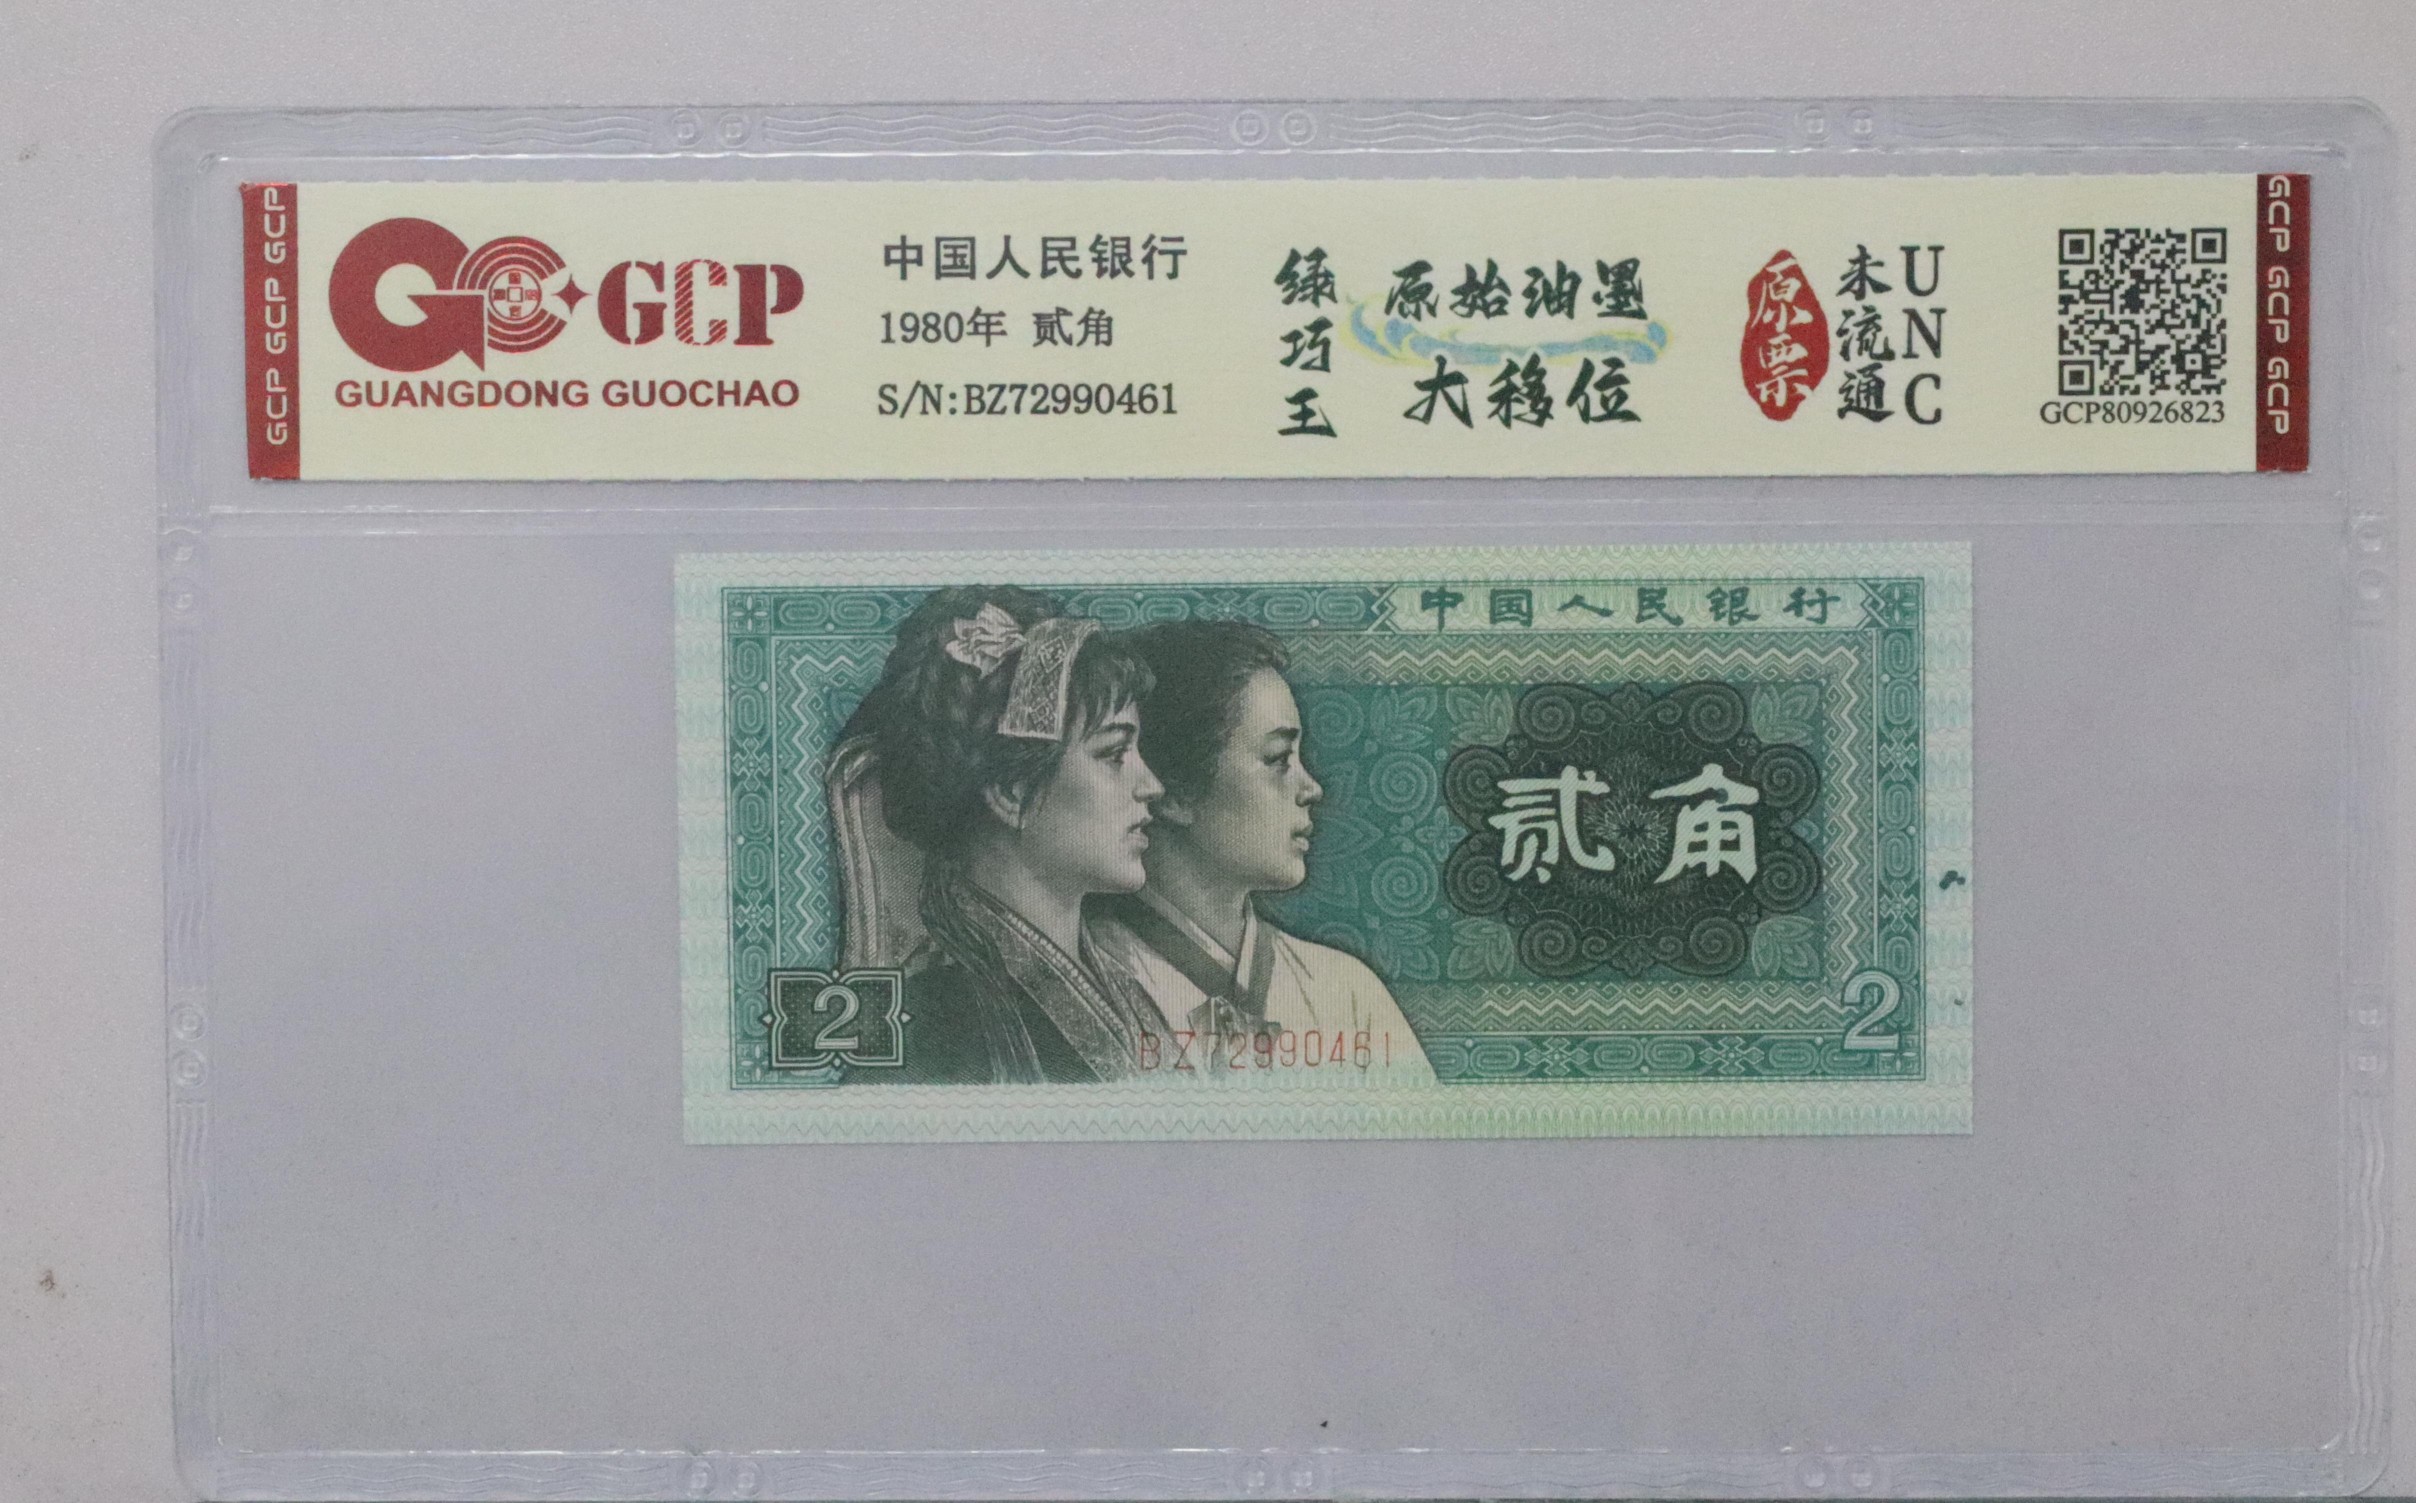 GCP GCP GCP
GCP
GUANGDONG GUOCHAO
中国人民银行
1980年 贰角
S/N:BZ72990461
绿巧王
原始油墨
大移位
原票
未流通
UNC
GCP80926823
GCP GCP GCP
中国人民银行
贰角
2
2
BZ72990461